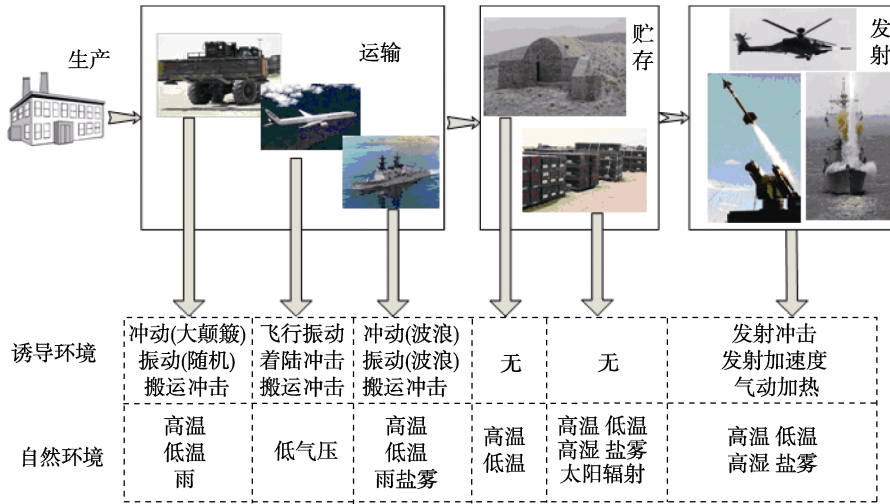 生产
运输
贮
存
发
射
诱导环境
冲动(大颠簸)
振动(随机)
搬运冲击
飞行振动
着陆冲击
搬运冲击
冲动(波浪)
振动(波浪)
搬运冲击
无
无
发射冲击
发射加速度
气动加热
自然环境
高温
低温
雨
低气压
高温
低温
雨盐雾
高温
低温
高温 低温
高湿 盐雾
太阳辐射
高温 低温
高湿 盐雾